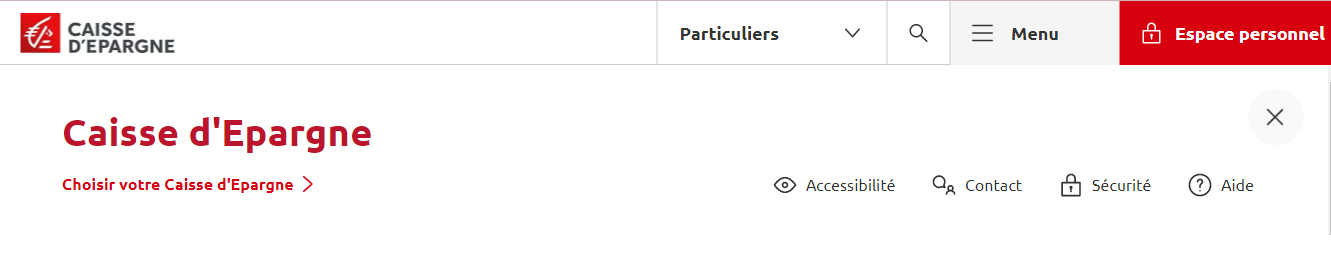 CAISSE
D'EPARGNE
Particuliers
Menu
Espace personnel
Caisse d'Epargne
Choisir votre Caisse d'Epargne
Accessibilité
Contact
Sécurité
Aide